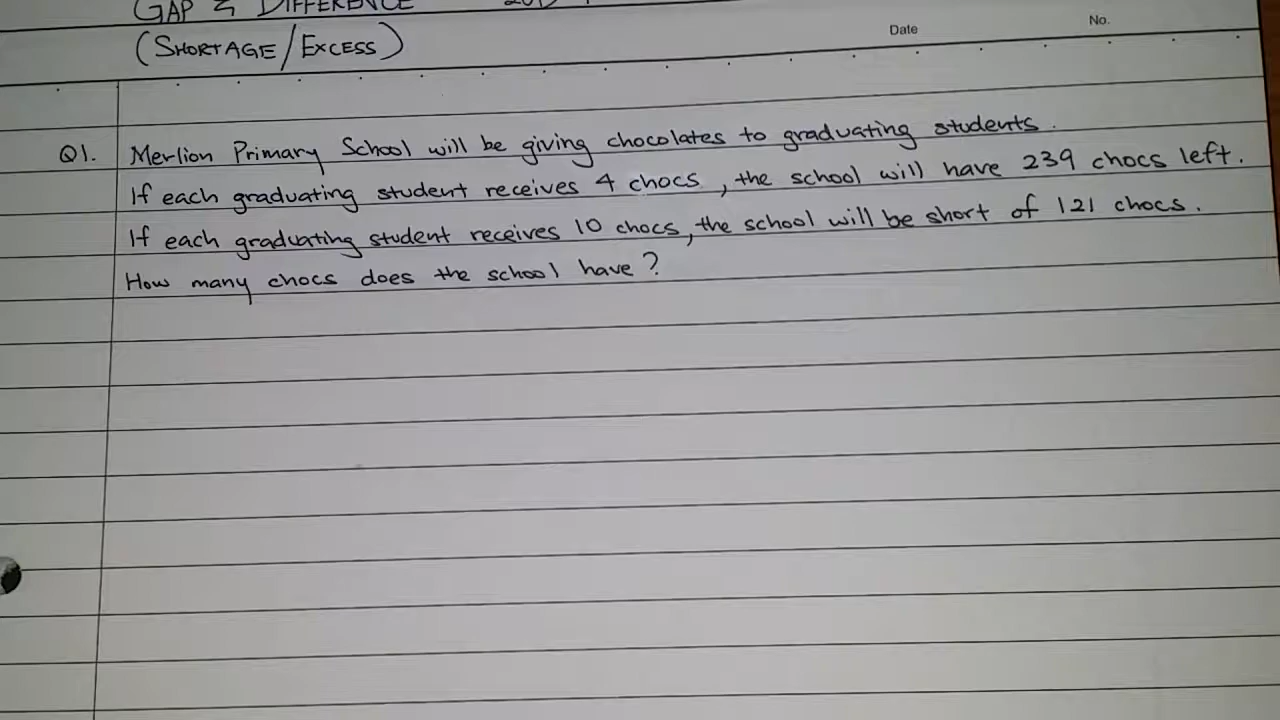 GAP & DIFFERENCE
(SHORTAGE/EXCESS)
Date No.
Q1. Merlion Primary School will be giving chocolates to graduating students.
If each graduating student receives 4 chocs, the school will have 239 chocs left.
If each graduating student receives 10 chocs, the school will be short of 121 chocs.
How many chocs does the school have?